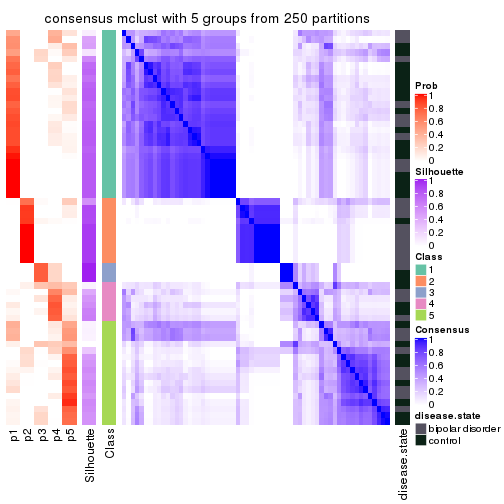 consensus mclust with 5 groups from 250 partitions
Prob
1
0.8
0.6
0.4
0.2
0
Silhouette
1
0.8
0.6
0.4
0.2
0
Class
1
2
3
4
5
Consensus
1
0.8
0.6
0.4
0.2
0
disease.state
bipolar disorder
control
p1
p2
p3
p4
p5
Silhouette
Class
disease.state